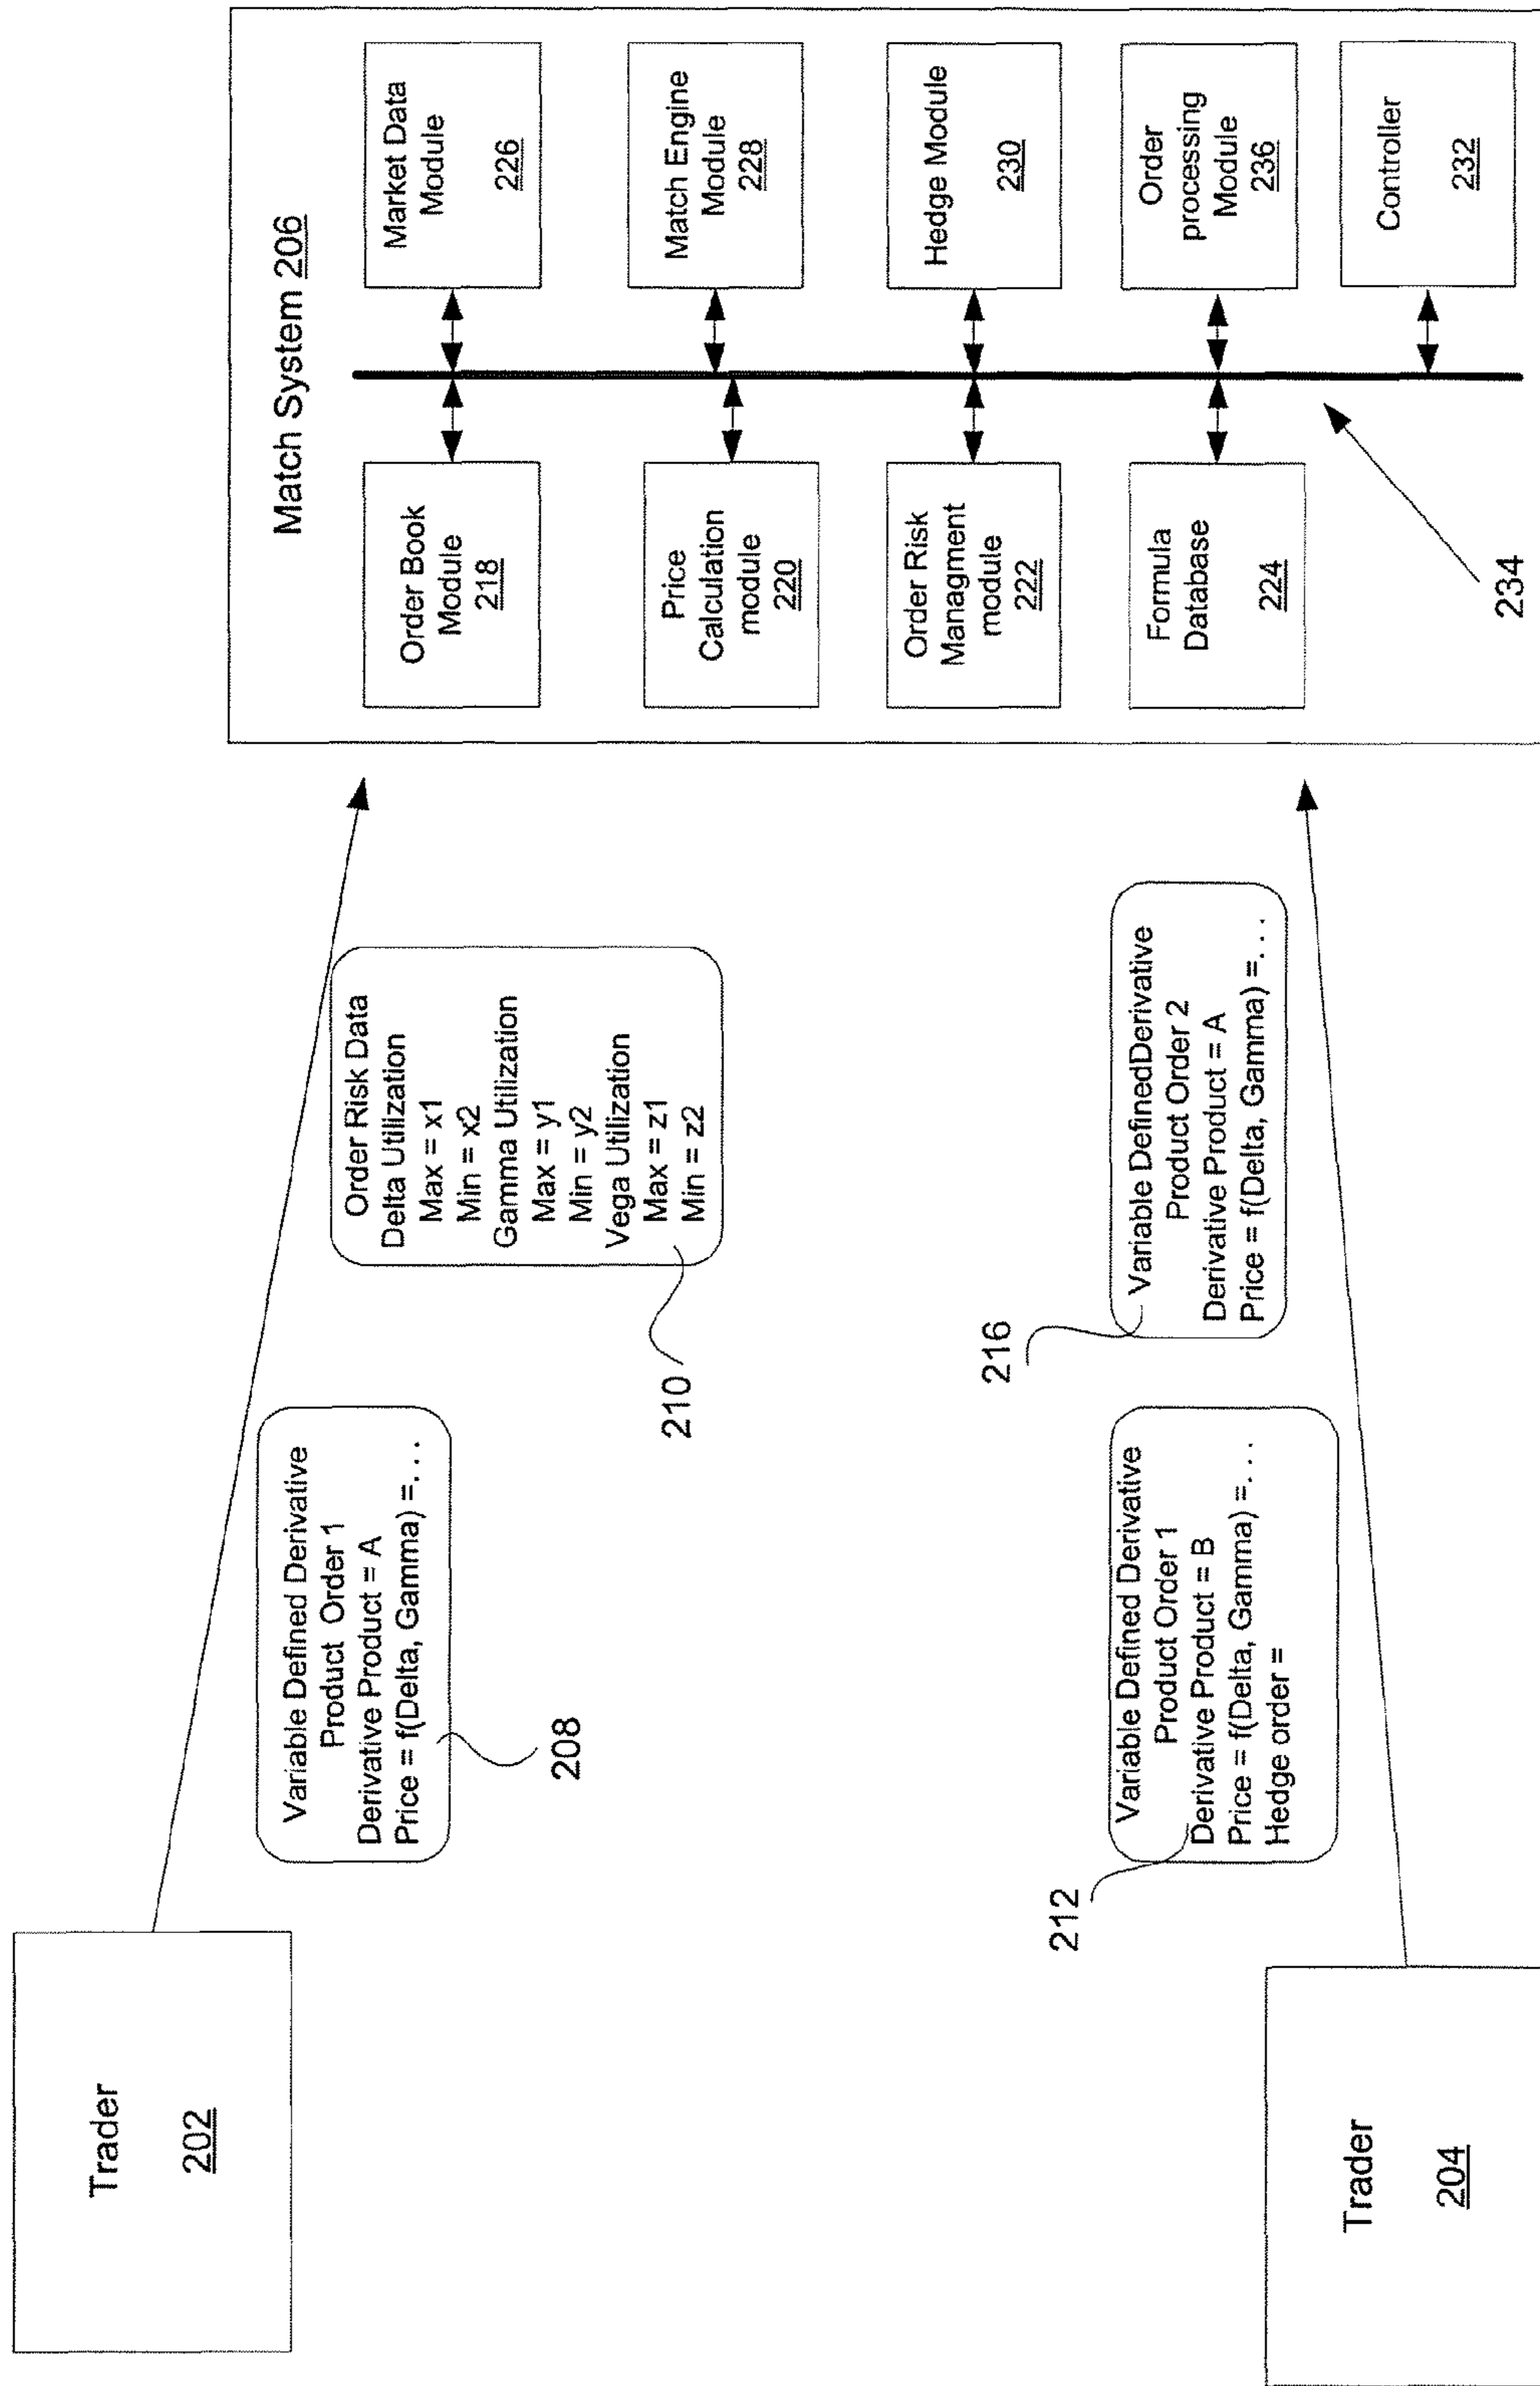 Trader
202
Variable Defined Derivative
Product Order 1
Derivative Product = A
Price = f(Delta, Gamma) =. . .
208
Order Risk Data
Delta Utilization
Max = x1
Min = x2
Gamma Utilization
Max = y1
Min = y2
Vega Utilization
Max = z1
Min = z2
210
Trader
204
212
Variable Defined Derivative
Product Order 1
Derivative Product = B
Price = f(Delta, Gamma) =. . .
Hedge order =
216
Variable DefinedDerivative
Product Order 2
Derivative Product = A
Price = f(Delta, Gamma) =. . .
Match System 206
Order Book
Module
218
Price
Calculation
module
220
Order Risk
Managment
module
222
Formula
Database
224
Market Data
Module
226
Match Engine
Module
228
Hedge Module
230
Order
processing
Module
236
Controller
232
234